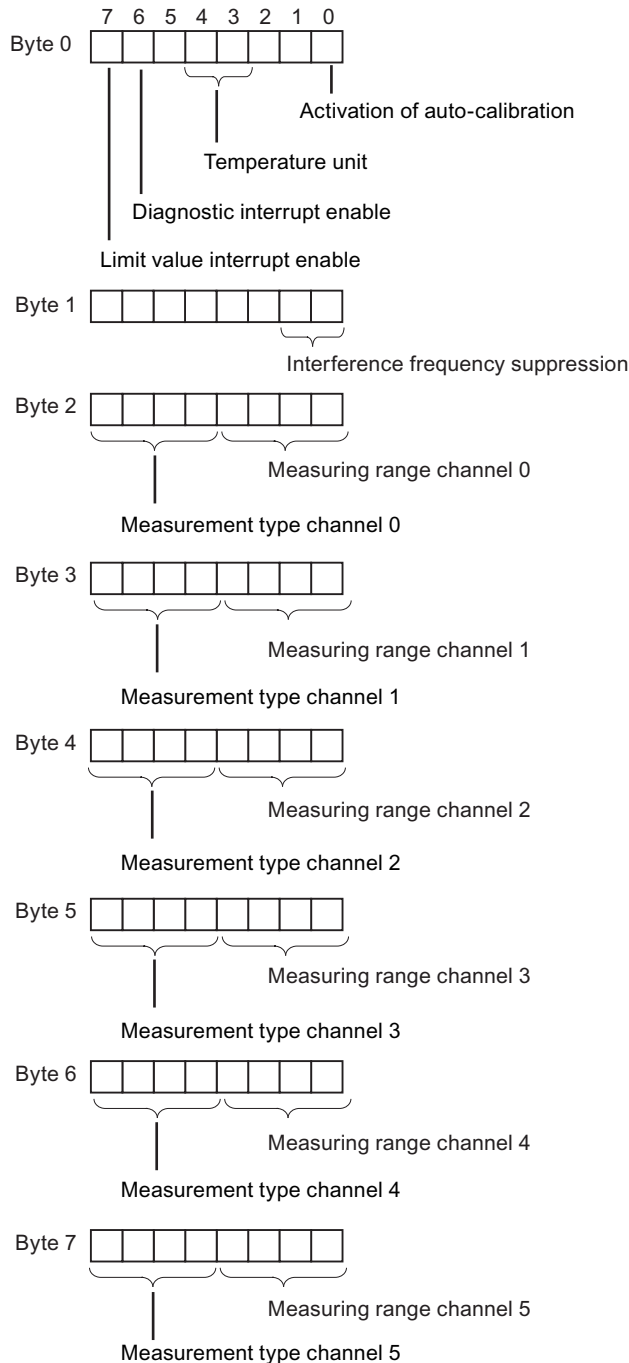 7 6 5 4 3 2 1 0
Byte 0
Activation of auto-calibration
Temperature unit
Diagnostic interrupt enable
Limit value interrupt enable
Byte 1
Interference frequency suppression
Byte 2
Measuring range channel 0
Measurement type channel 0
Byte 3
Measuring range channel 1
Measurement type channel 1
Byte 4
Measuring range channel 2
Measurement type channel 2
Byte 5
Measuring range channel 3
Measurement type channel 3
Byte 6
Measuring range channel 4
Measurement type channel 4
Byte 7
Measuring range channel 5
Measurement type channel 5